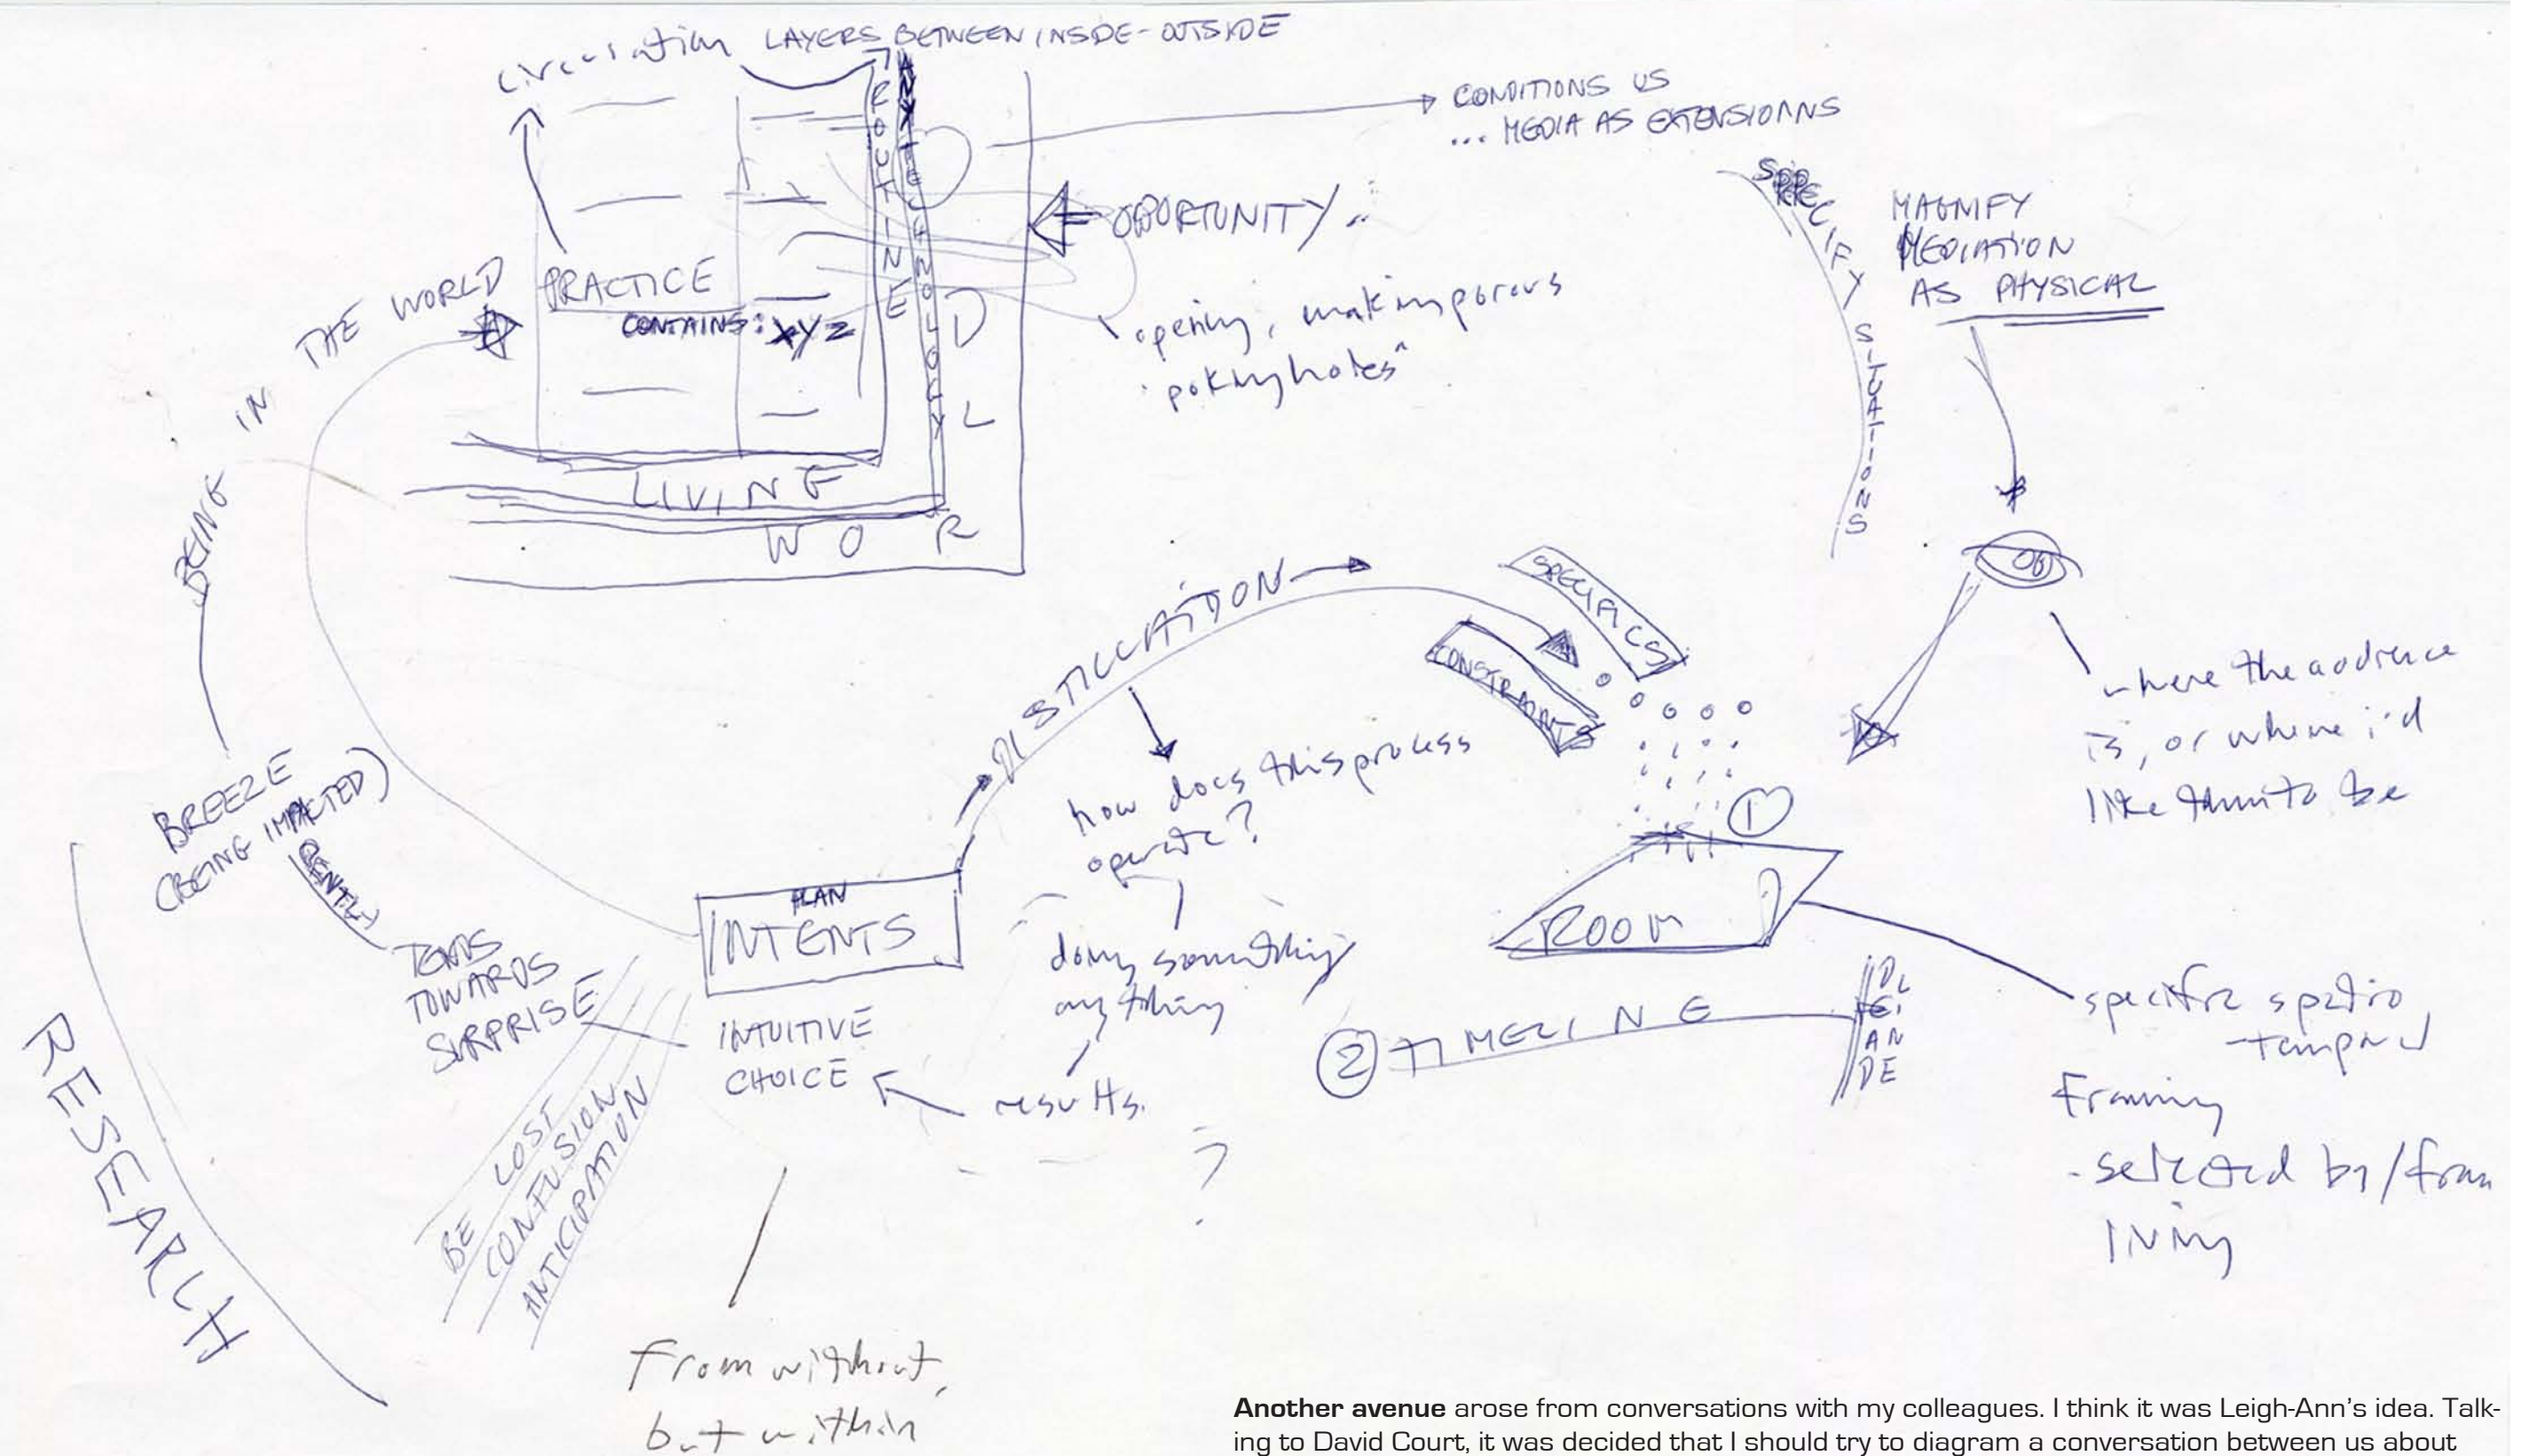 circulation LAYERS BETWEEN INSIDE-OUTSIDE
CONDITIONS US
... MEDIA AS EXTENSIONNS
ROUTINE
ANY TECHNOLOGY
OPORTUNITY
opening, making porous
"poking holes"
SPECIFY SITUATIONS
MAGNIFY
MEDIATION
AS PHYSICAL
BEING IN THE WORLD
PRACTICE
CONTAINS: XYZ
LIVING
WORLD
DISTILLATION
SPECIFICS
CONSTRAINTS
where the audience
is, or where i'd
like them to be
how does this process
operate?
BREEZE
(BEING IMPACTED)
TENDS
TOWARDS
SURPRISE
PLAN
INTENTS
INTUITIVE
CHOICE
doing something
anything
results.
?
1
ROOM
2 TIMELINE
specific spatio
-temporal
Framing
- selected by/from
living
RESEARCH
BE LOST
CONFUSION
ANTICIPATION
From without,
but within
Another avenue arose from conversations with my colleagues. I think it was Leigh-Ann's idea. Talk-
ing to David Court, it was decided that I should try to diagram a conversation between us about